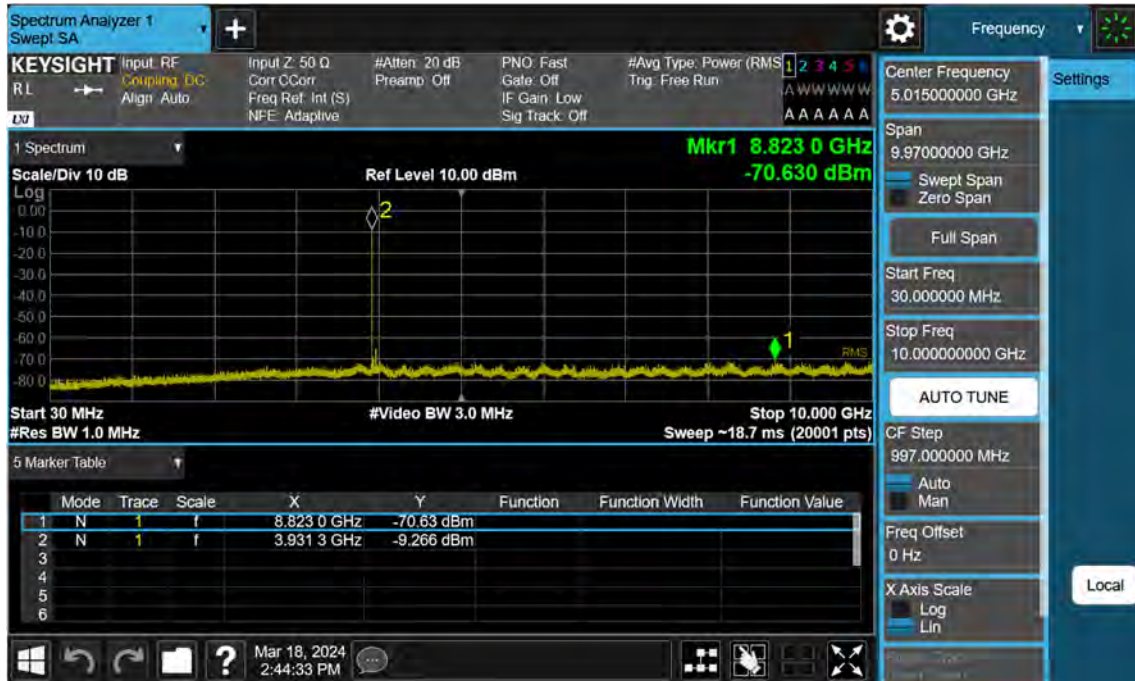 Spectrum Analyzer 1
Swept SA
+
Frequency
KEYSIGHT
RL
LXI
Input: RF
Coupling: DC
Align: Auto
Input Z: 50 Ω
Corr CCorr
Freq Ref: Int (S)
NFE: Adaptive
#Atten: 20 dB
Preamp: Off
PNO: Fast
Gate: Off
IF Gain: Low
Sig Track: Off
#Avg Type: Power (RMS
Trig: Free Run
1 2 3 4 5 6
A W W W W W
A A A A A A
1 Spectrum
Scale/Div 10 dB
Ref Level 10.00 dBm
Mkr1 8.823 0 GHz
-70.630 dBm
Log
0.00
-10.0
-20.0
-30.0
-40.0
-50.0
-60.0
-70.0
-80.0
2
1
RMS
Start 30 MHz
#Video BW 3.0 MHz
Stop 10.000 GHz
#Res BW 1.0 MHz
Sweep ~18.7 ms (20001 pts)
5 Marker Table
Mode Trace Scale X Y Function Function Width Function Value
1 N 1 f 8.823 0 GHz -70.63 dBm
2 N 1 f 3.931 3 GHz -9.266 dBm
3
4
5
6
Center Frequency
5.015000000 GHz
Span
9.97000000 GHz
Swept Span
Zero Span
Full Span
Start Freq
30.000000 MHz
Stop Freq
10.000000000 GHz
AUTO TUNE
CF Step
997.000000 MHz
Auto
Man
Freq Offset
0 Hz
X Axis Scale
Log
Lin
Settings
Local
?
Mar 18, 2024
2:44:33 PM